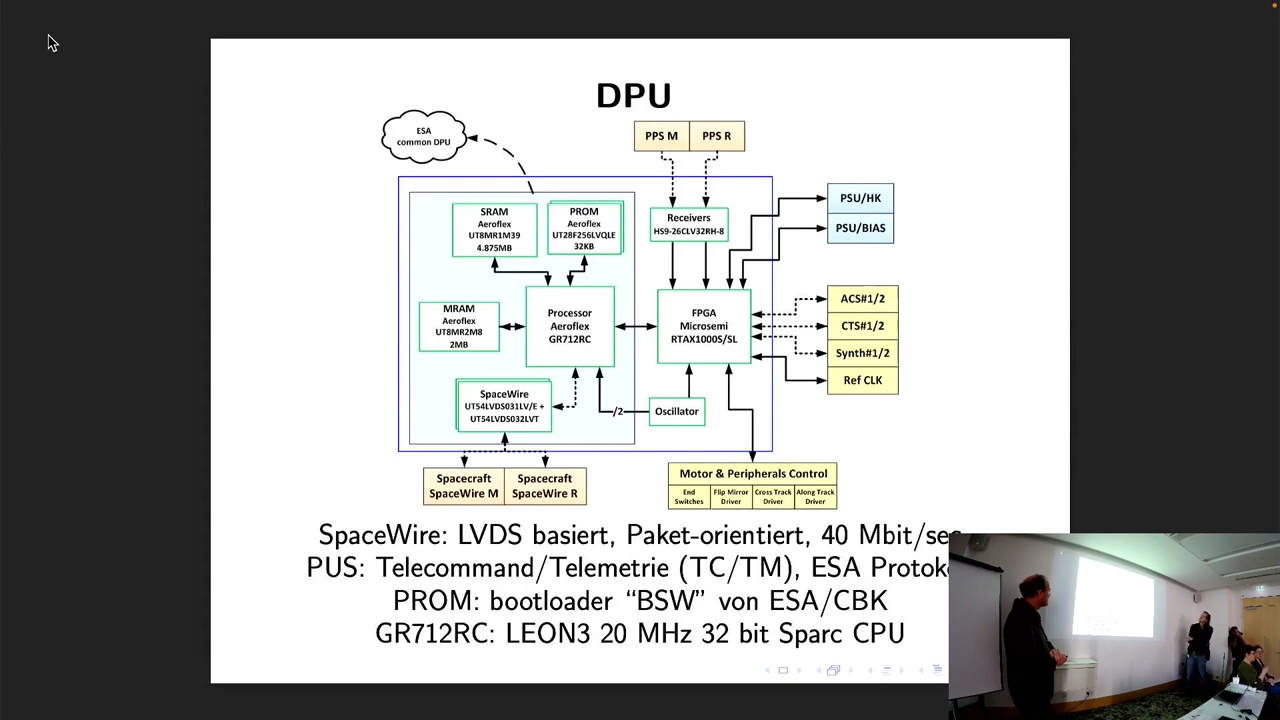 DPU
ESA
common DPU
PPS M
PPS R
SRAM
Aeroflex
UT8MR1M39
4.875MB
PROM
Aeroflex
UT28F256LVQLE
32KB
Receivers
HS9-26CLV32RH-8
PSU/HK
PSU/BIAS
MRAM
Aeroflex
UT8MR2M8
2MB
Processor
Aeroflex
GR712RC
FPGA
Microsemi
RTAX1000S/SL
ACS#1/2
CTS#1/2
Synth#1/2
Ref CLK
SpaceWire
UT54LVDS031LV/E +
UT54LVDS032LVT
/2
Oscillator
Spacecraft
SpaceWire M
Spacecraft
SpaceWire R
Motor & Peripherals Control
End
Switches
Flip Mirror
Driver
Cross Track
Driver
Along Track
Driver
SpaceWire: LVDS basiert, Paket-orientiert, 40 Mbit/sec
PUS: Telecommand/Telemetrie (TC/TM), ESA Protoko
PROM: bootloader “BSW” von ESA/CBK
GR712RC: LEON3 20 MHz 32 bit Sparc CPU